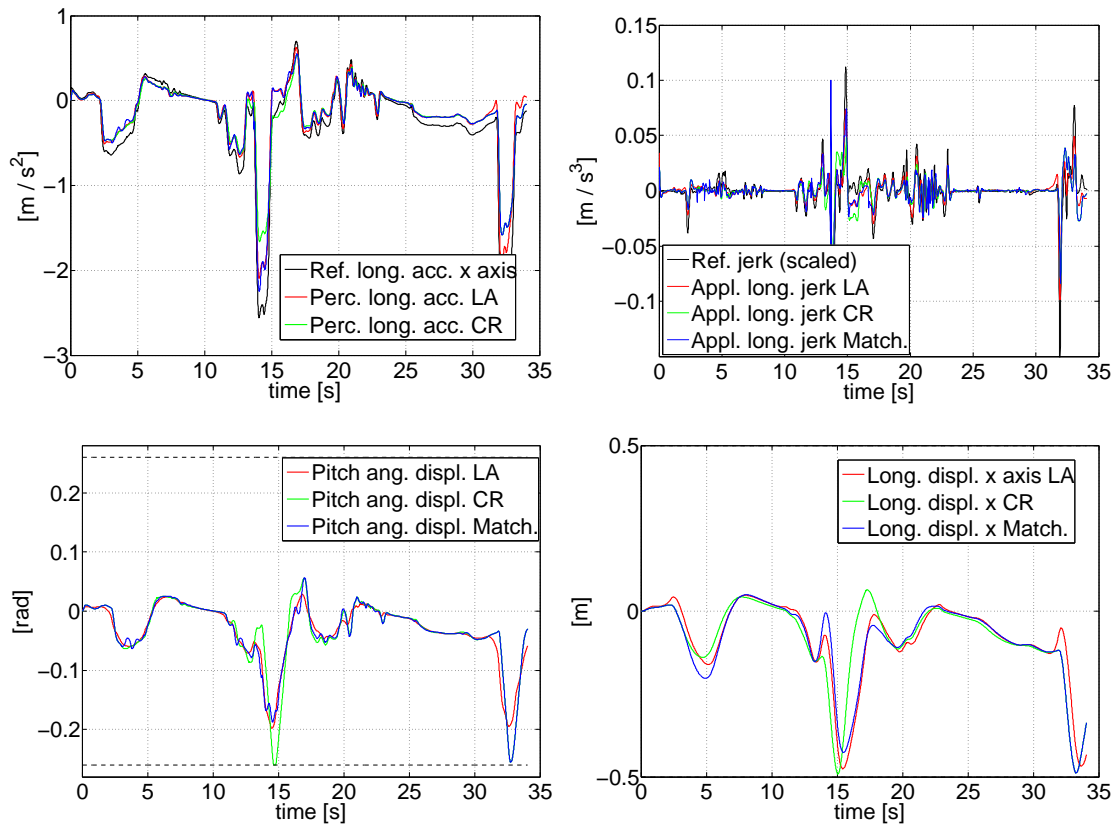 1
0
−1
−2
−3
[m / s²]
Ref. long. acc. x axis
Perc. long. acc. LA
Perc. long. acc. CR
0 5 10 15 20 25 30 35
time [s]
0.15
0.1
0.05
0
−0.05
−0.1
[m / s³]
Ref. jerk (scaled)
Appl. long. jerk LA
Appl. long. jerk CR
Appl. long. jerk Match.
0 5 10 15 20 25 30 35
time [s]
0.2
0.1
0
−0.1
−0.2
[rad]
Pitch ang. displ. LA
Pitch ang. displ. CR
Pitch ang. displ. Match.
0 5 10 15 20 25 30 35
time [s]
0.5
0
−0.5
[m]
Long. displ. x axis LA
Long. displ. x CR
Long. displ. x Match.
0 5 10 15 20 25 30 35
time [s]